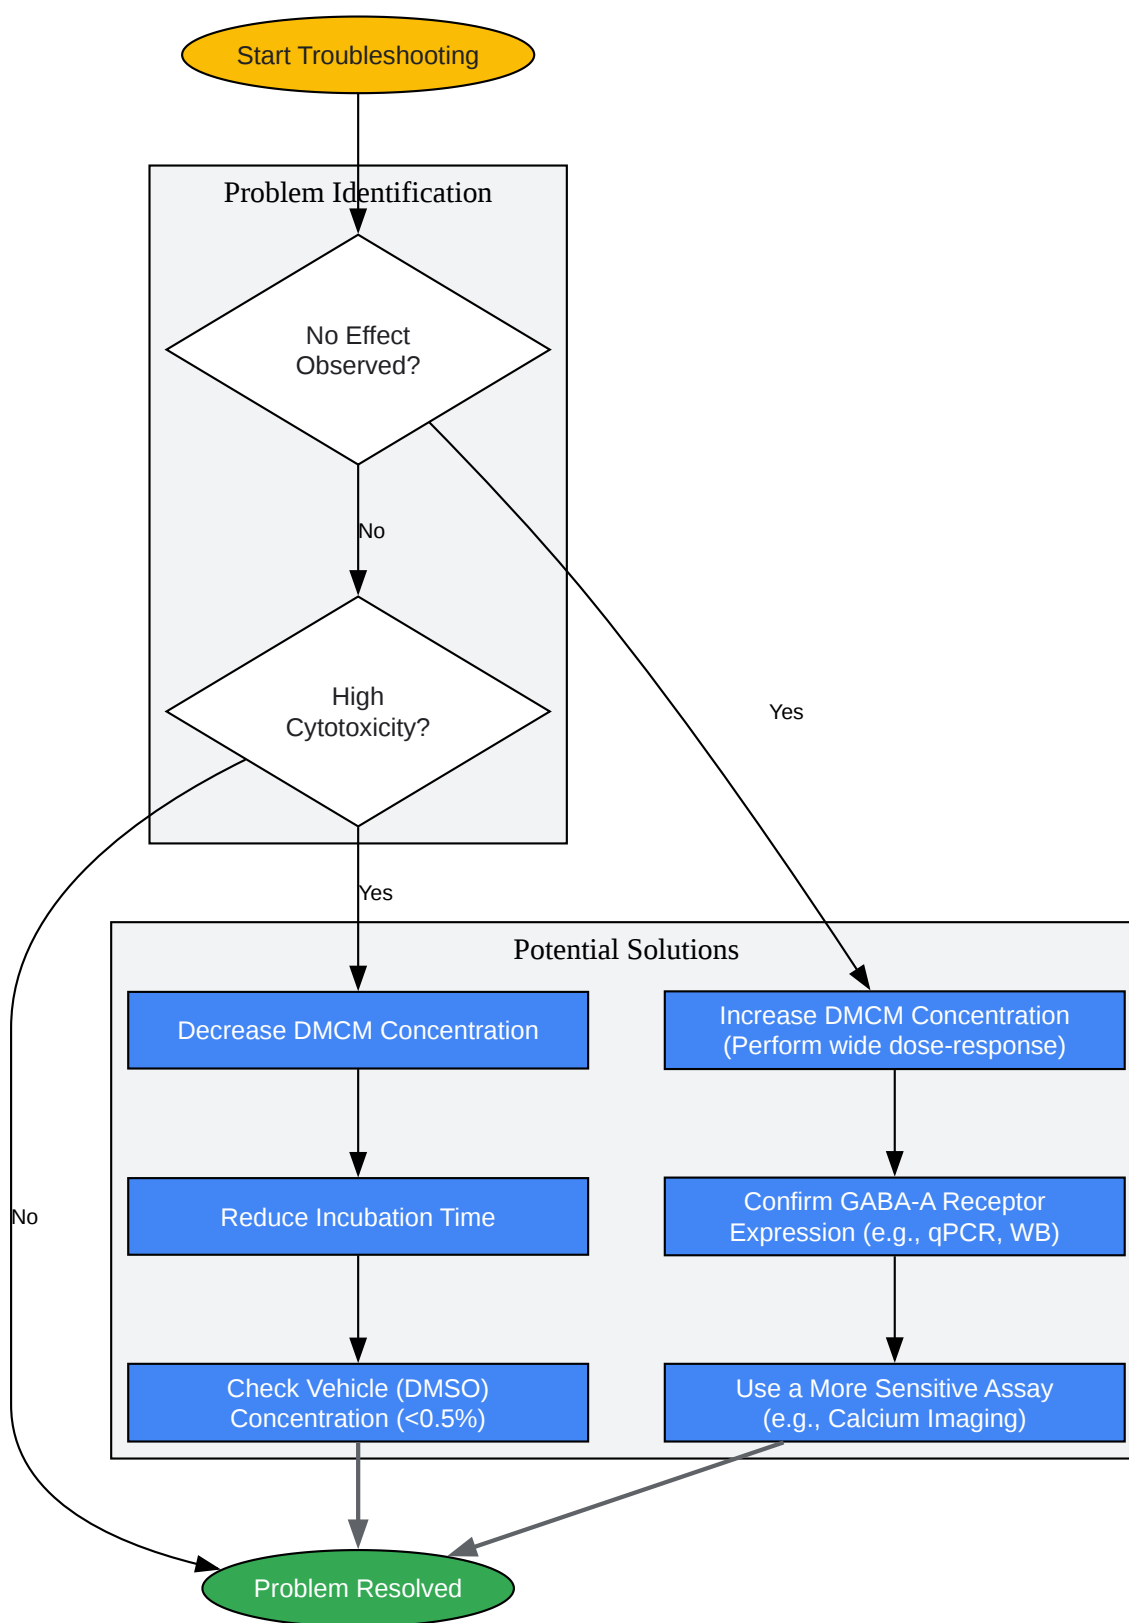 Start Troubleshooting
Problem Identification
No Effect
Observed?
No
High
Cytotoxicity?
Yes
Yes
No
Potential Solutions
Decrease DMCM Concentration
Reduce Incubation Time
Check Vehicle (DMSO)
Concentration (<0.5%)
Increase DMCM Concentration
(Perform wide dose-response)
Confirm GABA-A Receptor
Expression (e.g., qPCR, WB)
Use a More Sensitive Assay
(e.g., Calcium Imaging)
Problem Resolved